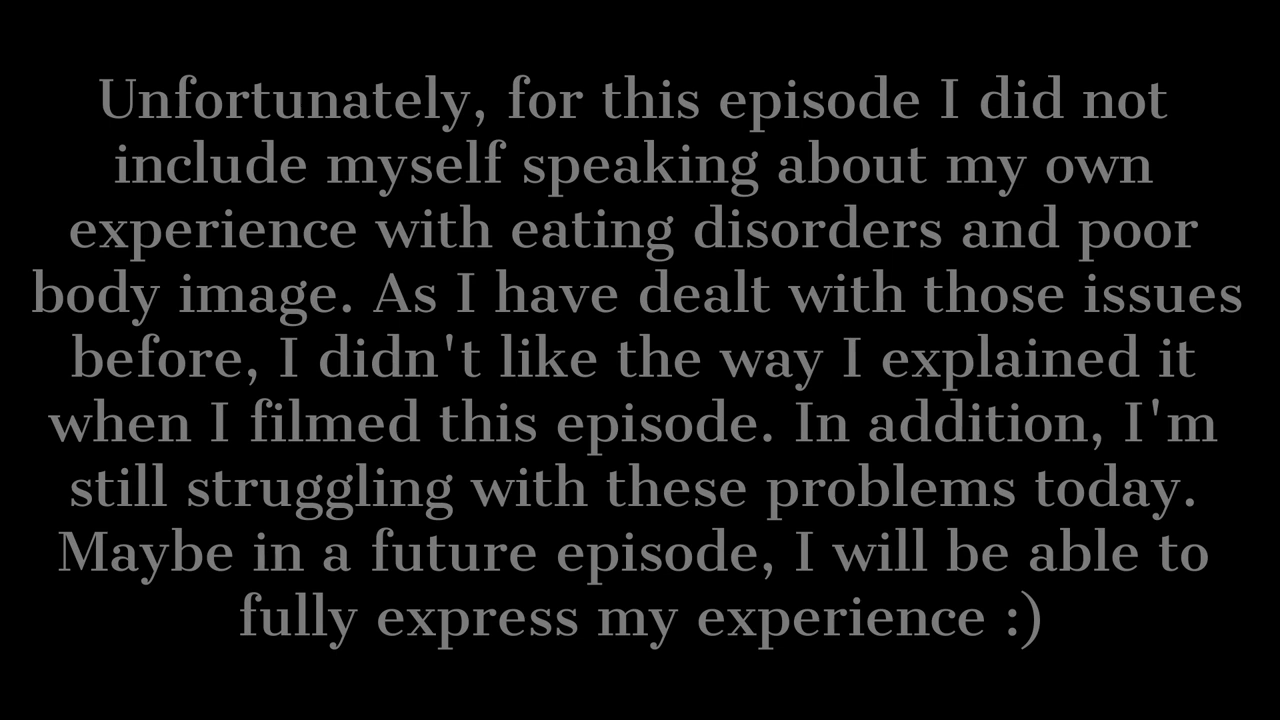 Unfortunately, for this episode I did not
include myself speaking about my own
experience with eating disorders and poor
body image. As I have dealt with those issues
before, I didn't like the way I explained it
when I filmed this episode. In addition, I'm
still struggling with these problems today.
Maybe in a future episode, I will be able to
fully express my experience :)